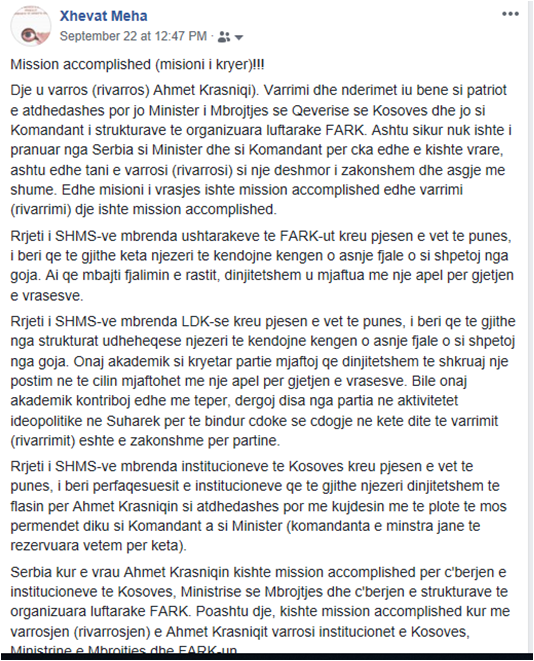 Xhevat Meha
September 22 at 12:47 PM ·
Mission accomplished (misioni i kryer)!!!
Dje u varros (rivarros) Ahmet Krasniqi). Varrimi dhe nderimet iu bene si patriot
e atdhedashes por jo Minister i Mbrojtjes se Qeverise se Kosoves dhe jo si
Komandant i strukturave te organizuara luftarake FARK. Ashtu sikur nuk ishte i
pranuar nga Serbia si Minister dhe si Komandant per cka edhe e kishte vrare,
ashtu edhe tani e varrosi (rivarrosi) si nje deshmor i zakonshem dhe asgje me
shume. Edhe misioni i vrasjes ishte mission accomplished edhe varrimi
(rivarrimi) dje ishte mission accomplished.
Rrjeti i SHMS-ve mbrenda ushtarakeve te FARK-ut kreu pjesen e vet te punes,
i beri qe te gjithe keta njezeri te kendojne kengen o asnje fjale o si shpetoj nga
goja. Ai qe mbajti fjalimin e rastit, dinjitetshem u mjaftua me nje apel per gjetjen
e vrasesve.
Rrjeti i SHMS-ve mbrenda LDK-se kreu pjesen e vet te punes, i beri qe te gjithe
nga strukturat udheheqese njezeri te kendojne kengen o asnje fjale o si shpetoj
nga goja. Onaj akademik si kryetar partie mjaftoj qe dinjitetshem te shkruaj nje
postim ne te cilin mjaftohet me nje apel per gjetjen e vrasesve. Bile onaj
akademik kontriboj edhe me teper, dergoj disa nga partia ne aktivitetet
ideopolitike ne Suharek per te bindur cdoke se cdogje ne kete dite te varrimit
(rivarrimit) eshte e zakonshme per partine.
Rrjeti i SHMS-ve mbrenda institucioneve te Kosoves kreu pjesen e vet te
punes, i beri perfaqesuesit e institucioneve qe te gjithe njezeri dinjitetshem te
flasin per Ahmet Krasniqin si atdhedashes por me kujdesin me te plote te mos
permendet diku si Komandant a si Minister (komandanta e minstra jane te
rezervuara vetem per keta).
Serbia kur e vrau Ahmet Krasniqin kishte mission accomplished per c'berjen e
institucioneve te Kosoves, Ministrise se Mbrojtjes dhe c'berjen e strukturave te
organizuara luftarake FARK. Poashtu dje, kishte mission accomplished kur me
varrosjen (rivarrosjen) e Ahmet Krasniqit varrosi institucionet e Kosoves,
Ministrine e Mbrojtjes dhe FARK-un